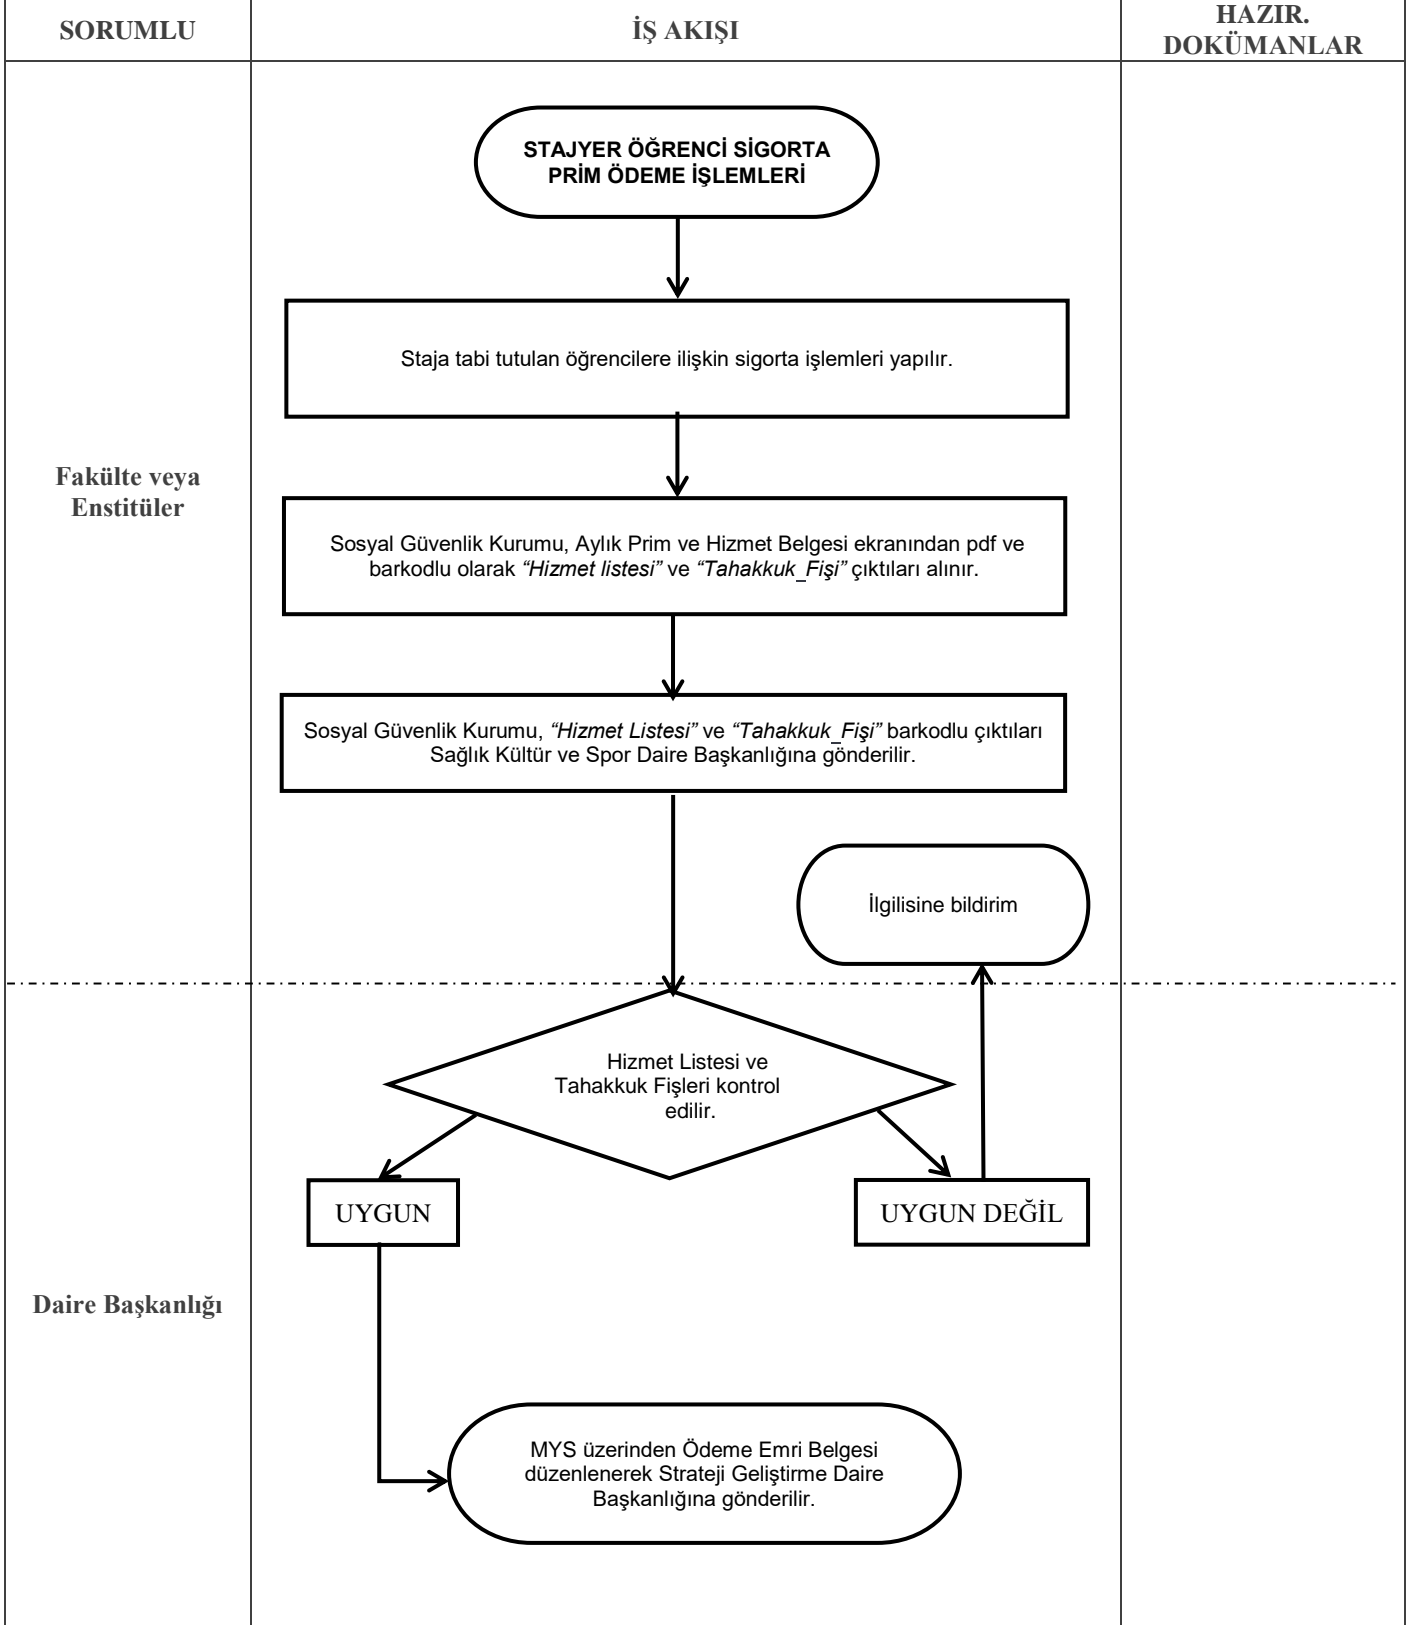 SORUMLU
İŞ AKIŞI
HAZIR.
DOKÜMANLAR
STAJYER ÖĞRENCİ SİGORTA
PRİM ÖDEME İŞLEMLERİ
Staja tabi tutulan öğrencilere ilişkin sigorta işlemleri yapılır.
Fakülte veya
Enstitüler
Sosyal Güvenlik Kurumu, Aylık Prim ve Hizmet Belgesi ekranından pdf ve
barkodlu olarak “Hizmet listesi” ve “Tahakkuk_Fişi” çıktıları alınır.
Sosyal Güvenlik Kurumu, “Hizmet Listesi” ve “Tahakkuk_Fişi” barkodlu çıktıları
Sağlık Kültür ve Spor Daire Başkanlığına gönderilir.
İlgilisine bildirim
Hizmet Listesi ve
Tahakkuk Fişleri kontrol
edilir.
UYGUN
UYGUN DEĞİL
Daire Başkanlığı
MYS üzerinden Ödeme Emri Belgesi
düzenlenerek Strateji Geliştirme Daire
Başkanlığına gönderilir.